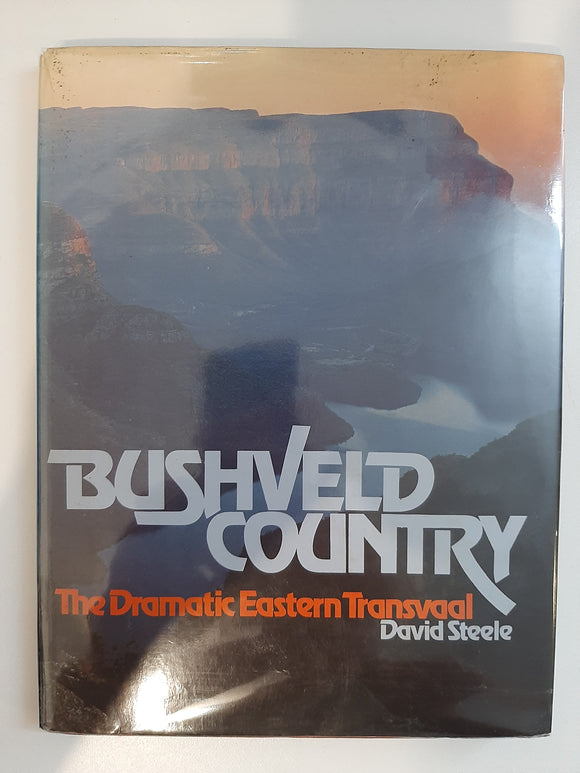 BUSHVELD
COUNTRY
The Dramatic Eastern Transvaal
David Steele